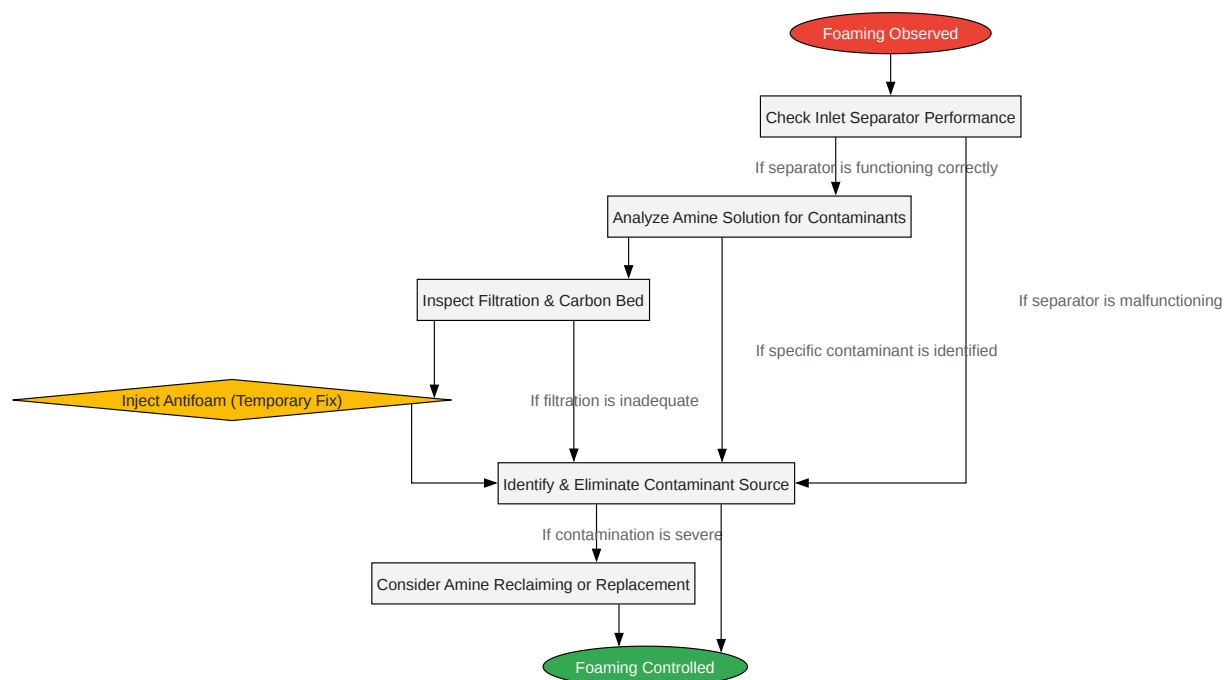 Foaming Observed
Check Inlet Separator Performance
If separator is functioning correctly
Analyze Amine Solution for Contaminants
Inspect Filtration & Carbon Bed
If separator is malfunctioning
If specific contaminant is identified
Inject Antifoam (Temporary Fix)
If filtration is inadequate
Identify & Eliminate Contaminant Source
If contamination is severe
Consider Amine Reclaiming or Replacement
Foaming Controlled